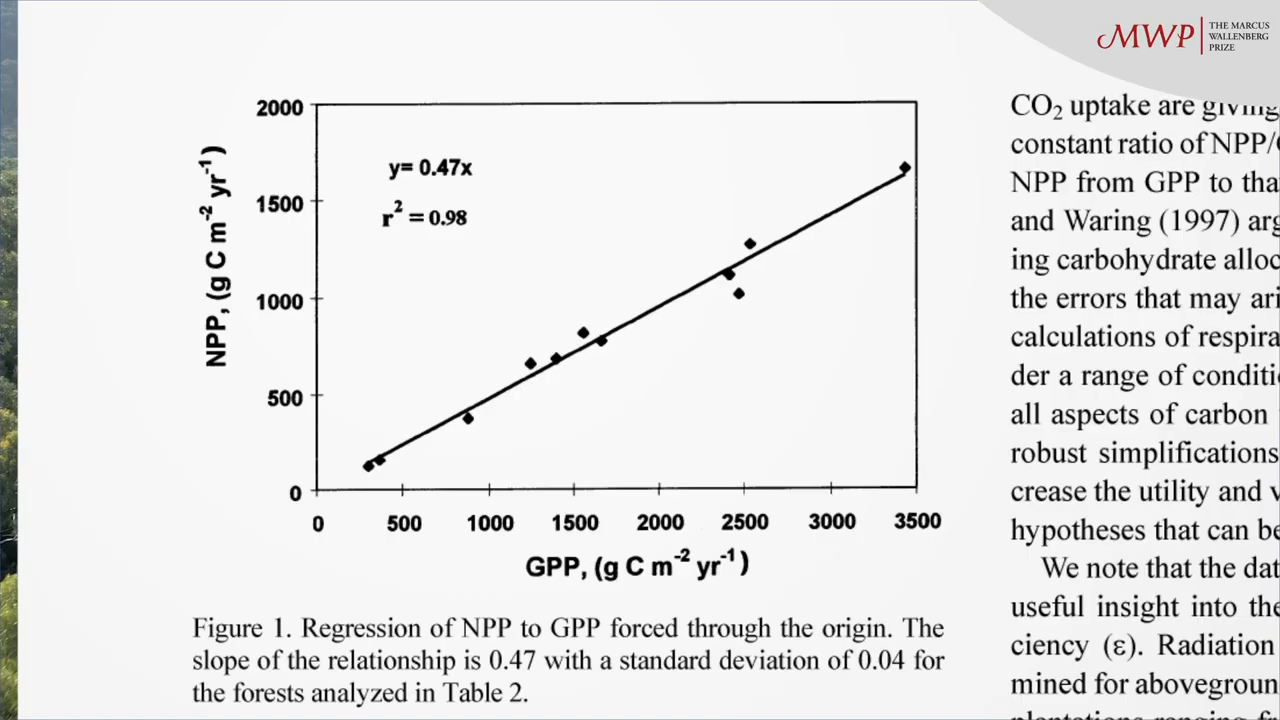 MWP
THE MARCUS
WALLENBERG
PRIZE
2000
1500
1000
500
0
NPP, (g C m⁻² yr⁻¹)
y= 0.47x
r² = 0.98
0 500 1000 1500 2000 2500 3000 3500
GPP, (g C m⁻² yr⁻¹)
Figure 1. Regression of NPP to GPP forced through the origin. The
slope of the relationship is 0.47 with a standard deviation of 0.04 for
the forests analyzed in Table 2.
CO₂ uptake are giving
constant ratio of NPP/
NPP from GPP to tha
and Waring (1997) arg
ing carbohydrate alloc
the errors that may ari
calculations of respira
der a range of conditi
all aspects of carbon
robust simplifications
crease the utility and v
hypotheses that can be
We note that the dat
useful insight into the
ciency (ε). Radiation
mined for abovegroun